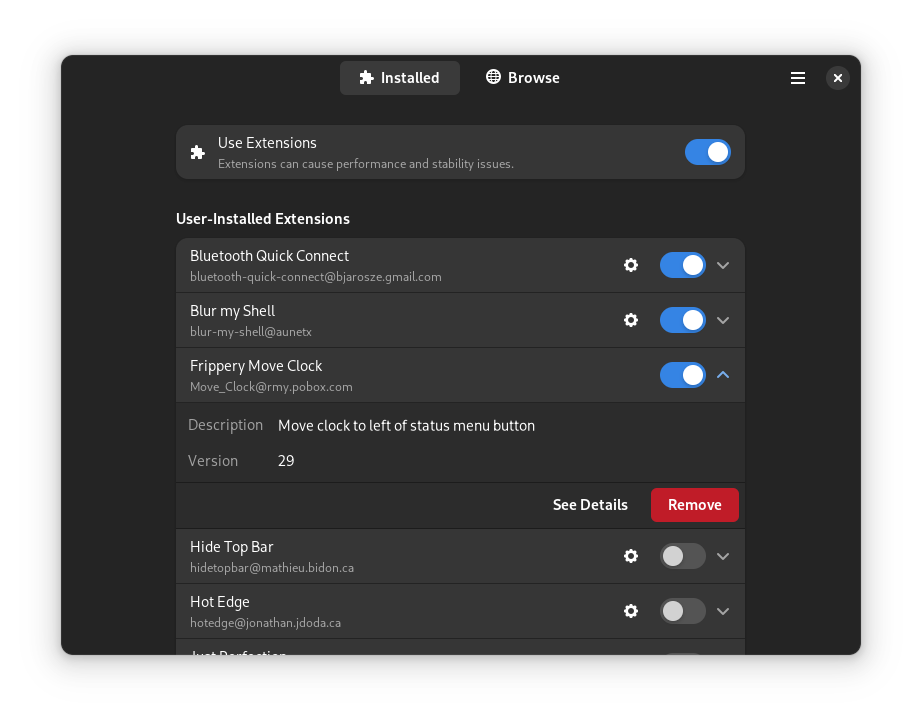 Installed
Browse
Use Extensions
Extensions can cause performance and stability issues.
User-Installed Extensions
Bluetooth Quick Connect
bluetooth-quick-connect@bjarosze.gmail.com
Blur my Shell
blur-my-shell@aunetx
Frippery Move Clock
Move_Clock@rmy.pobox.com
Description Move clock to left of status menu button
Version 29
See Details
Remove
Hide Top Bar
hidetopbar@mathieu.bidon.ca
Hot Edge
hotedge@jonathan.jdoda.ca
Just Perfection